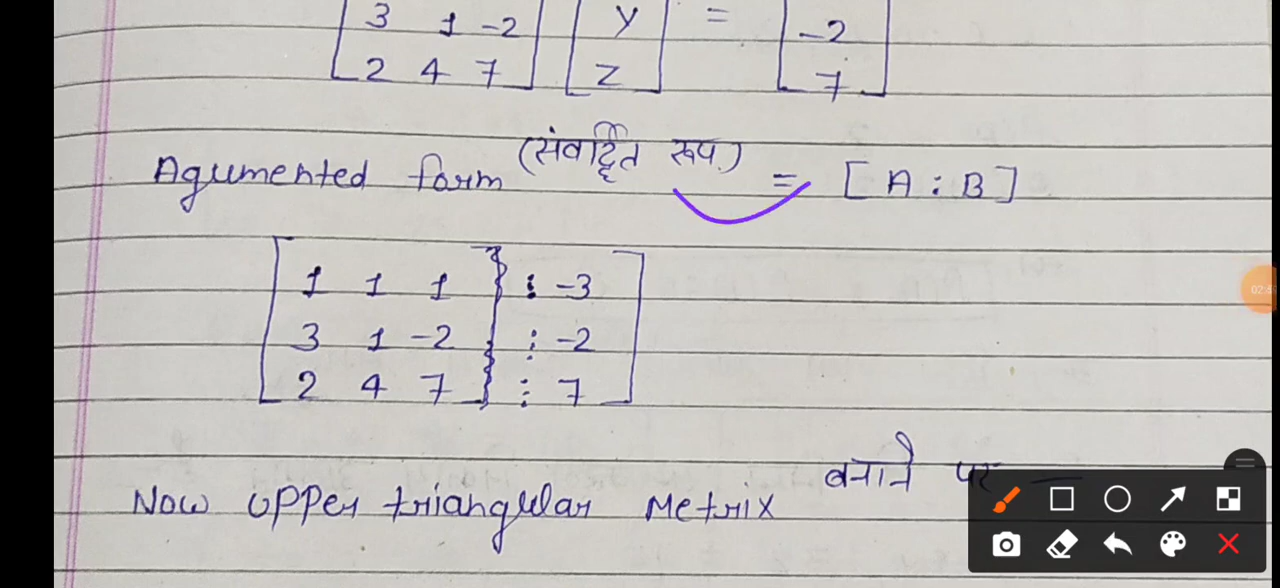 3 1 -2 y = -2
2 4 7 z 7
Agumented form (संवर्द्दित रूप) = [A : B]
1 1 1 : -3
3 1 -2 : -2
2 4 7 : 7
Now Upper triangular Metrix बनाने पर
02: